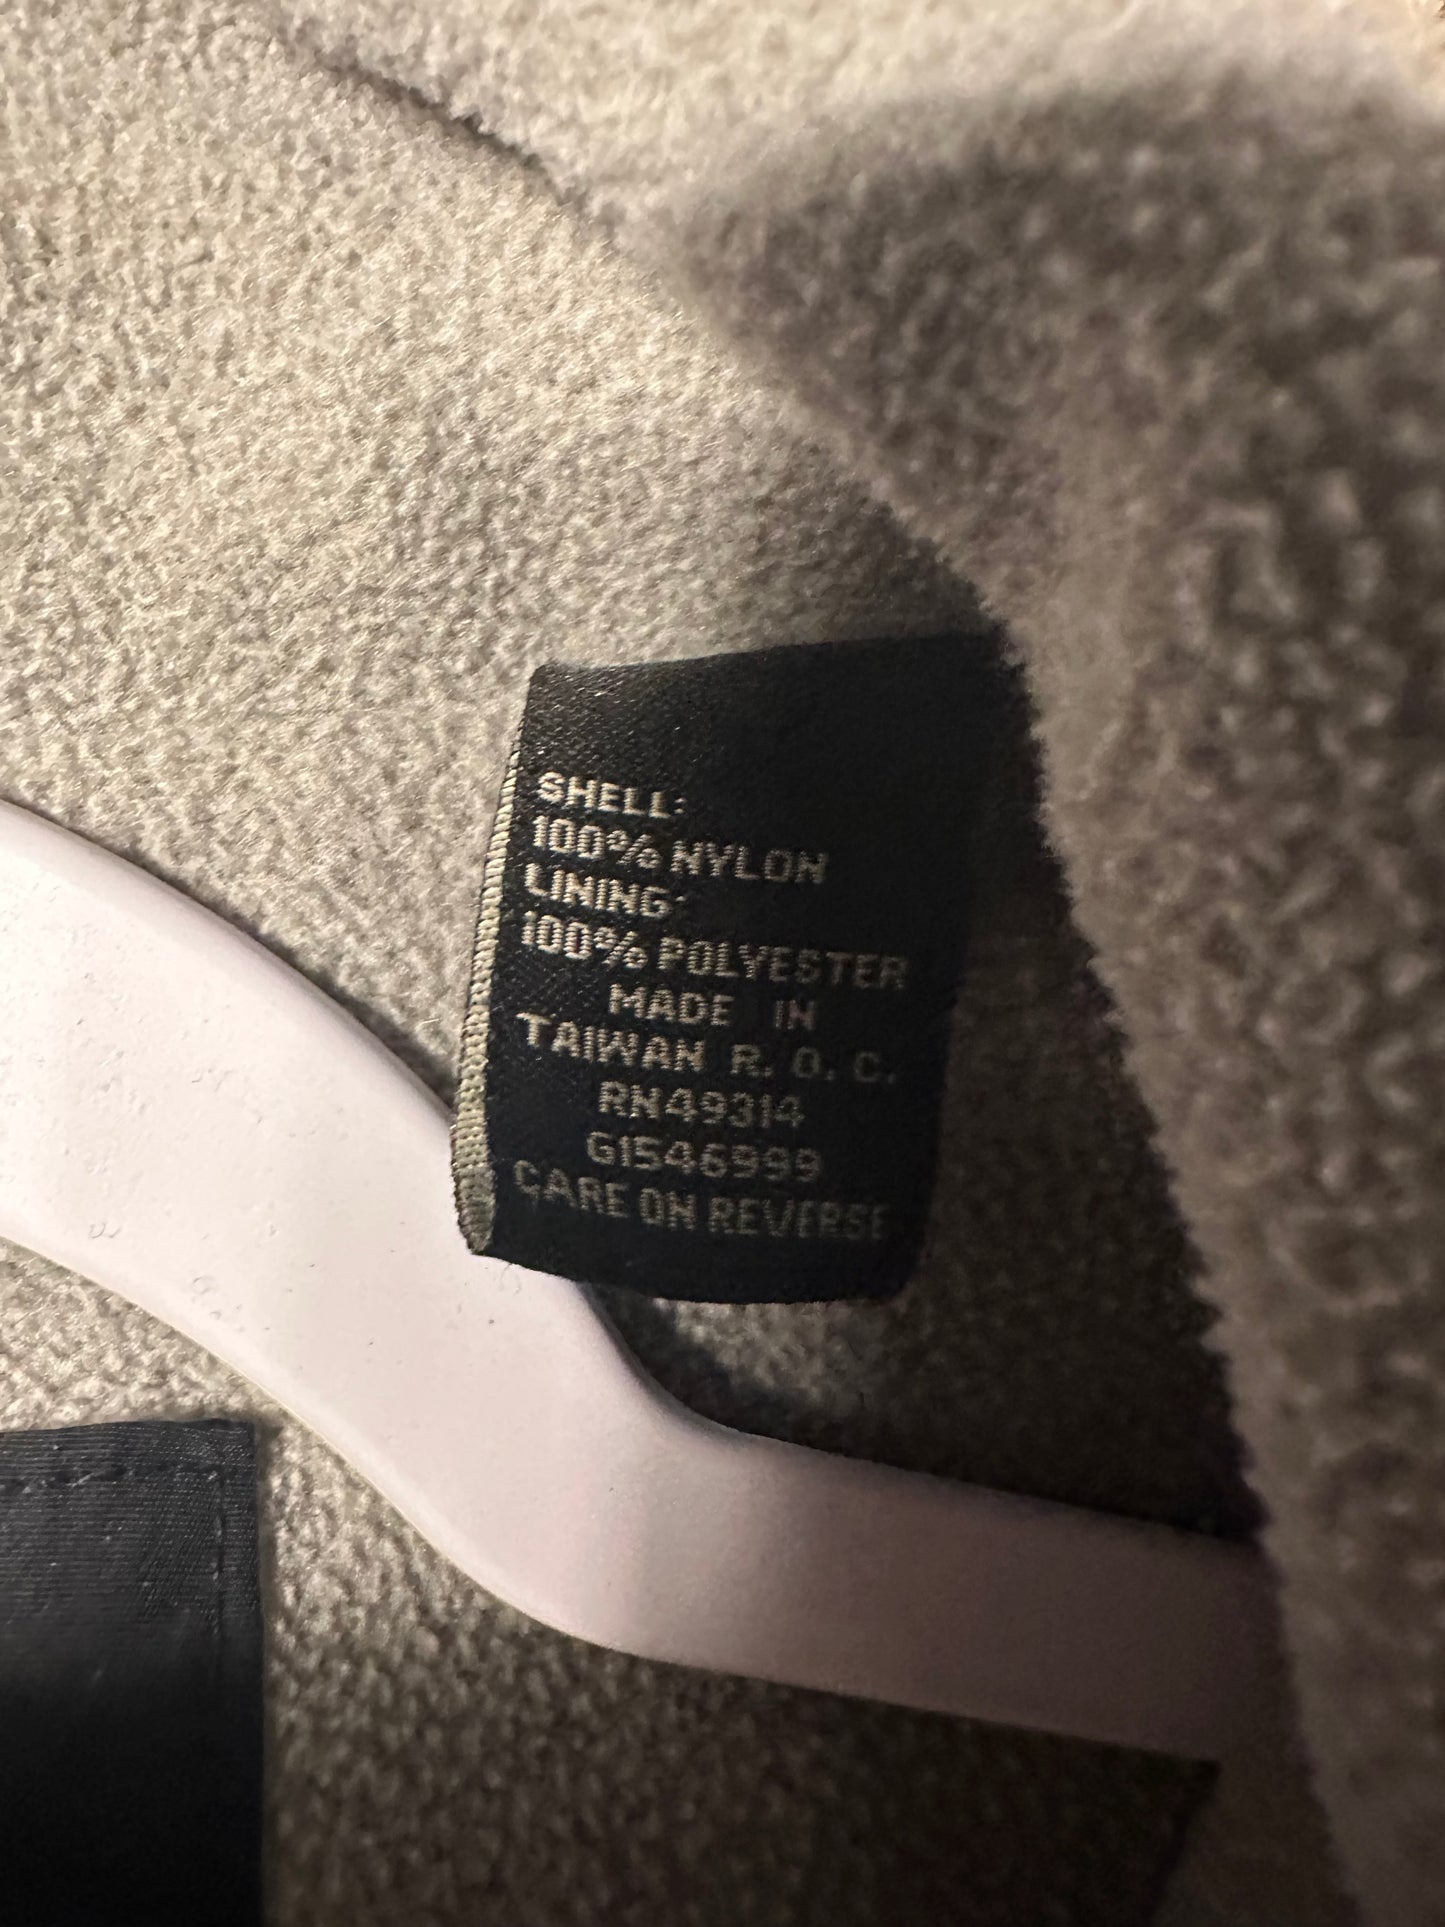 SHELL:
100% NYLON
LINING:
100% POLYESTER
MADE IN
TAIWAN R.O.C.
RN49314
G1546999
CARE ON REVERSE